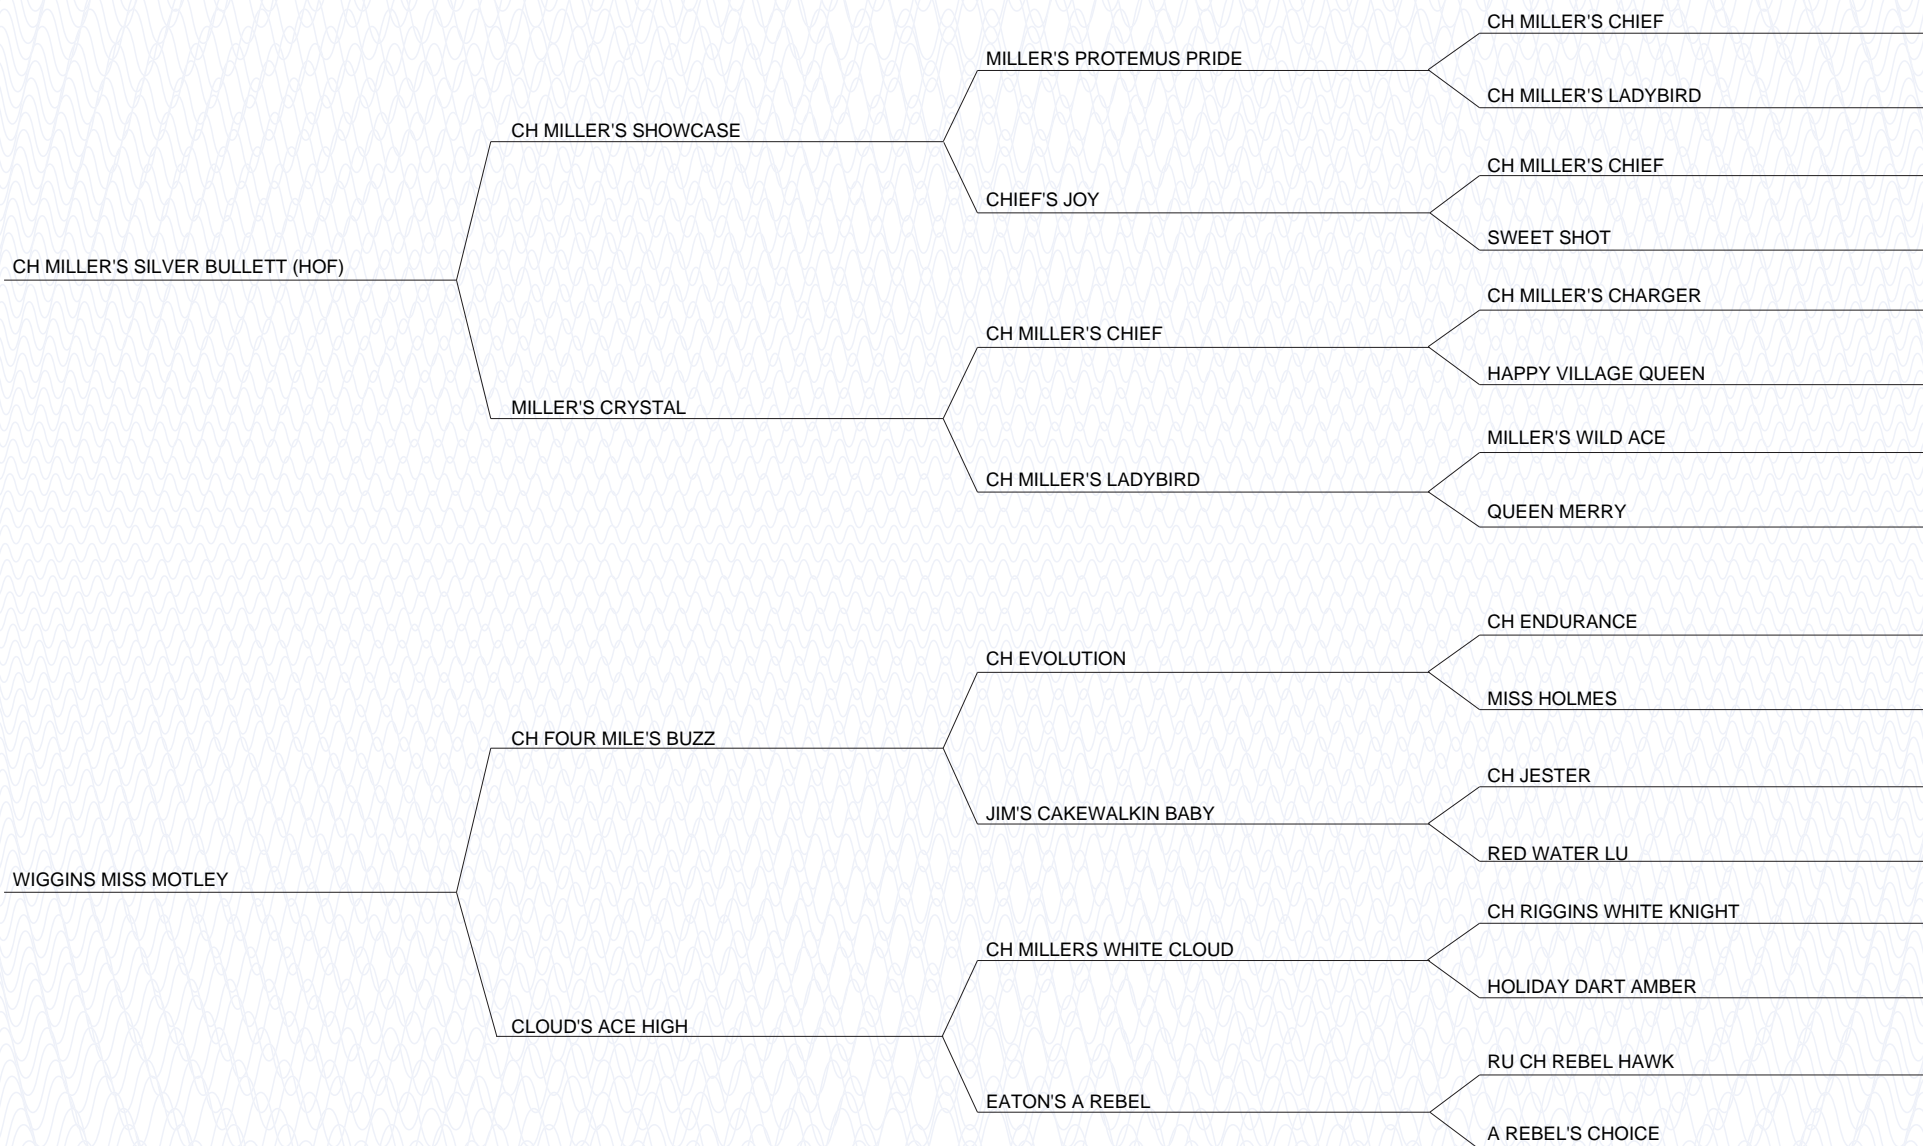 CH MILLER'S CHIEF
MILLER'S PROTEMUS PRIDE
CH MILLER'S LADYBIRD
CH MILLER'S SHOWCASE
CH MILLER'S CHIEF
CHIEF'S JOY
SWEET SHOT
CH MILLER'S SILVER BULLETT (HOF)
CH MILLER'S CHARGER
CH MILLER'S CHIEF
HAPPY VILLAGE QUEEN
MILLER'S CRYSTAL
MILLER'S WILD ACE
CH MILLER'S LADYBIRD
QUEEN MERRY
CH ENDURANCE
CH EVOLUTION
MISS HOLMES
CH FOUR MILE'S BUZZ
CH JESTER
JIM'S CAKEWALKIN BABY
RED WATER LU
WIGGINS MISS MOTLEY
CH RIGGINS WHITE KNIGHT
CH MILLERS WHITE CLOUD
HOLIDAY DART AMBER
CLOUD'S ACE HIGH
RU CH REBEL HAWK
EATON'S A REBEL
A REBEL'S CHOICE